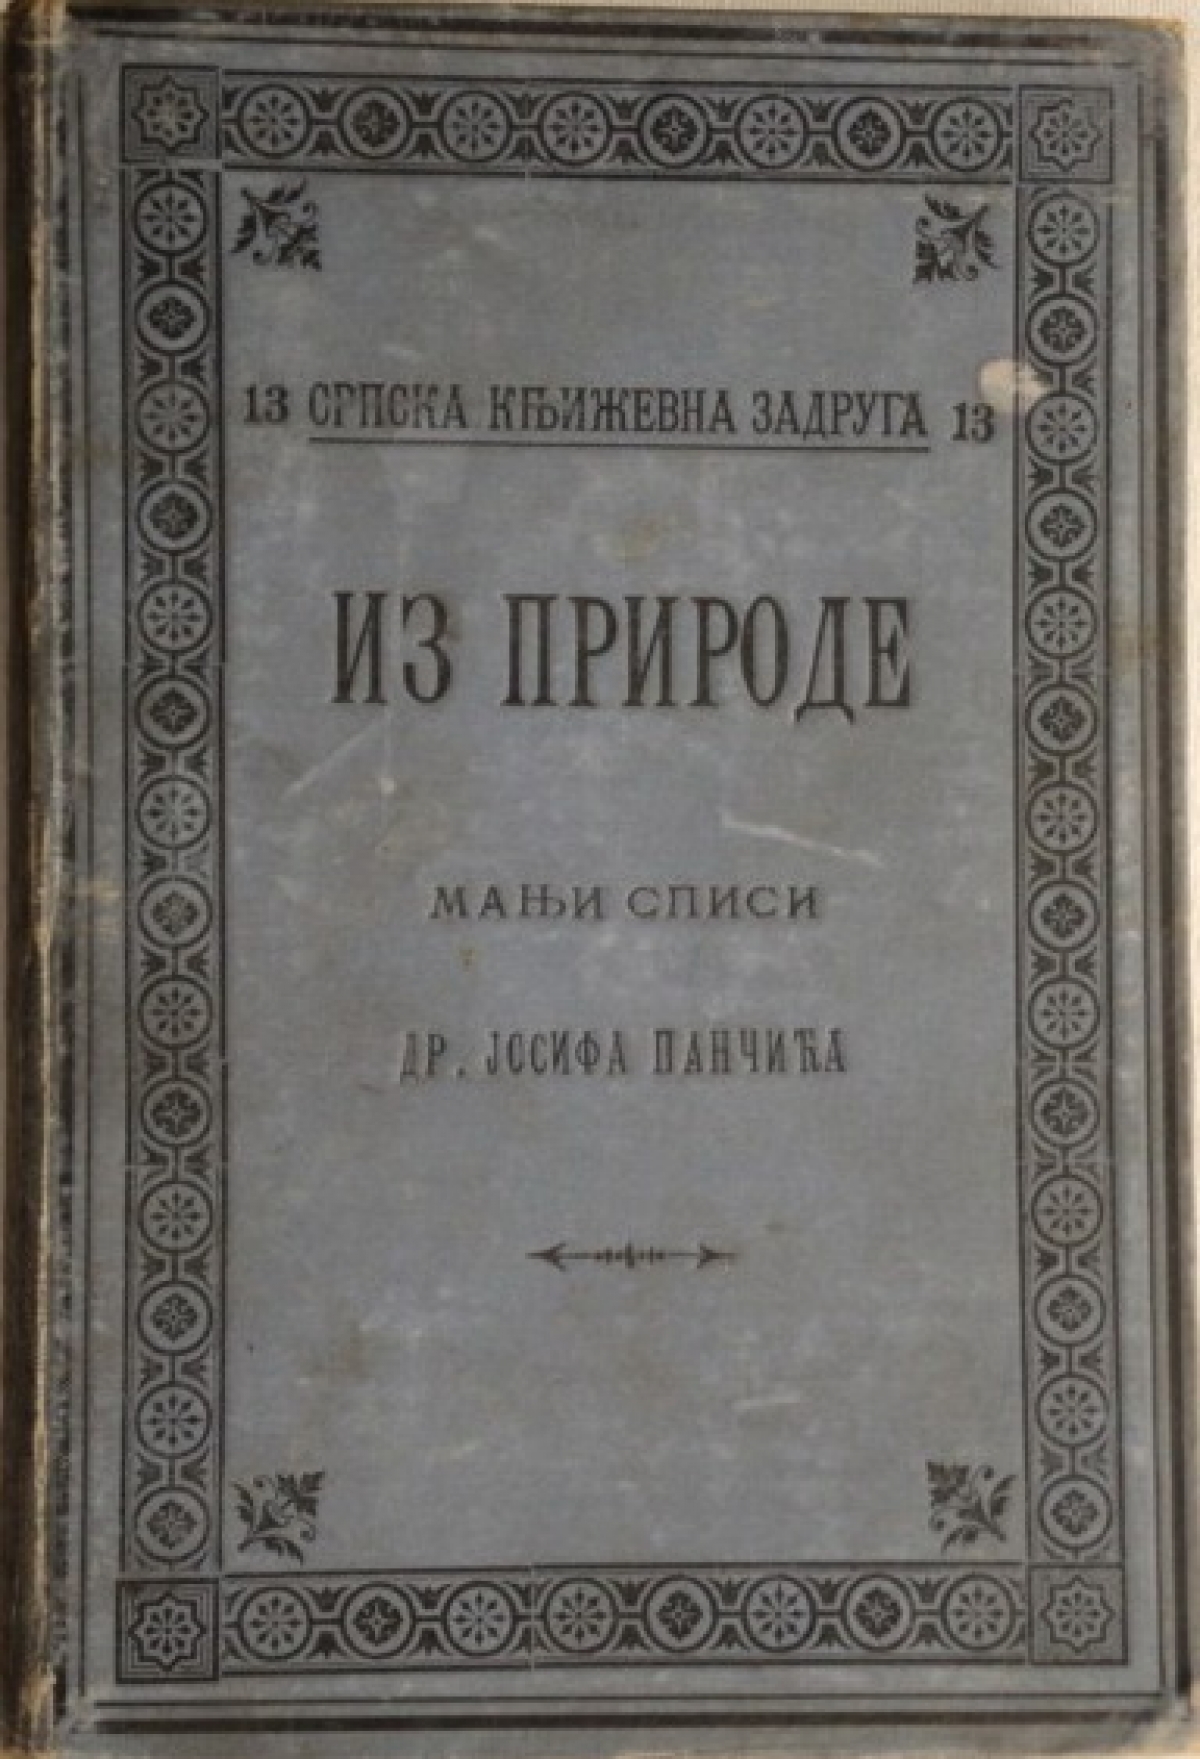 13 СРПСКА КЊИЖЕВНА ЗАДРУГА 13
ИЗ ПРИРОДЕ
МАЊИ СПИСИ
ДР. ЈОСИФА ПАНЧИЋА